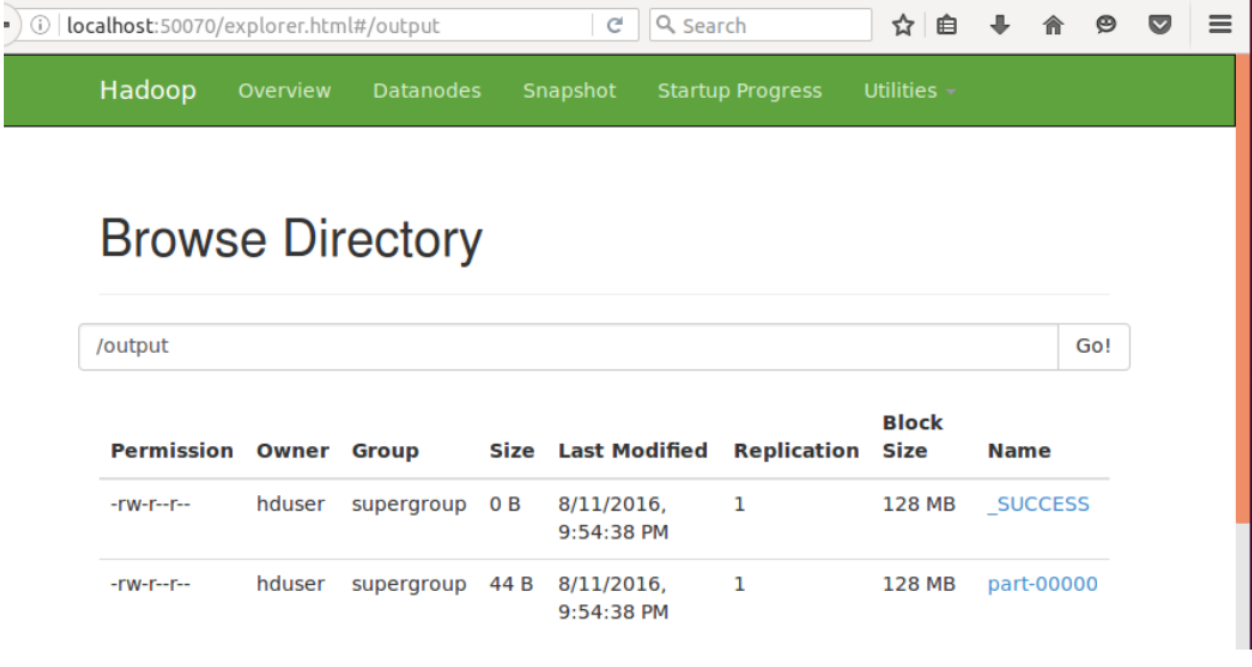 localhost:50070/explorer.html#/output Search
Hadoop Overview Datanodes Snapshot Startup Progress Utilities
Browse Directory
/output Go!
Permission Owner Group Size Last Modified Replication Block Size Name
-rw-r--r-- hduser supergroup 0 B 8/11/2016, 9:54:38 PM 1 128 MB _SUCCESS
-rw-r--r-- hduser supergroup 44 B 8/11/2016, 9:54:38 PM 1 128 MB part-00000